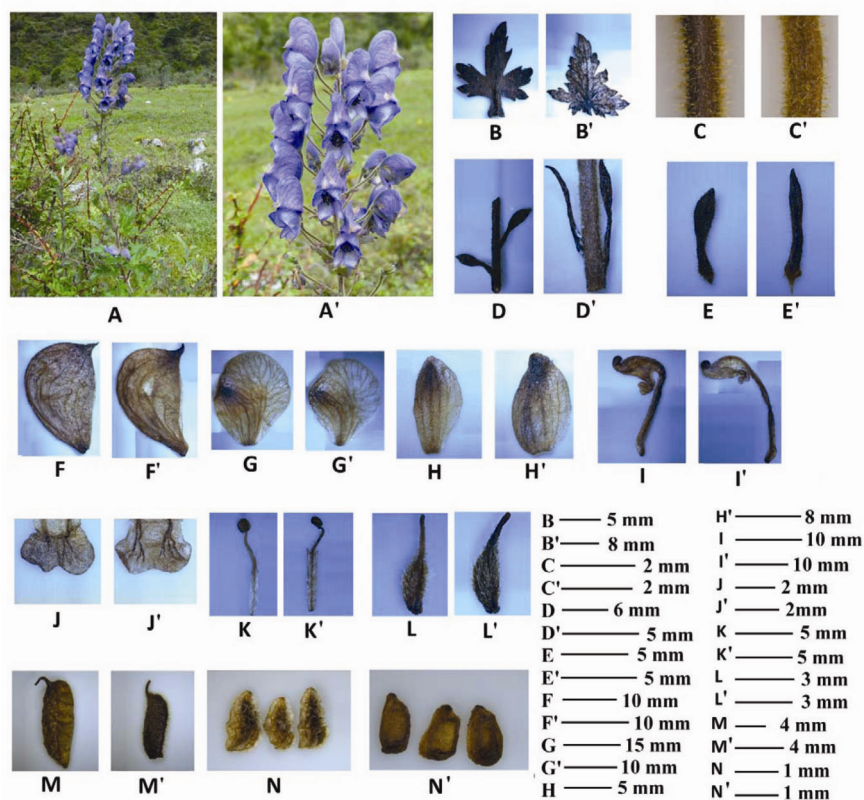 A
A'
B
B'
C
C'
D
D'
E
E'
F
F'
G
G'
H
H'
I
I'
J
J'
K
K'
L
L'
M
M'
N
N'
B 5 mm
B' 8 mm
C 2 mm
C' 2 mm
D 6 mm
D' 5 mm
E 5 mm
E' 5 mm
F 10 mm
F' 10 mm
G 15 mm
G' 10 mm
H 5 mm
H' 8 mm
I 10 mm
I' 10 mm
J 2 mm
J' 2mm
K 5 mm
K' 5 mm
L 3 mm
L' 3 mm
M 4 mm
M' 4 mm
N 1 mm
N' 1 mm